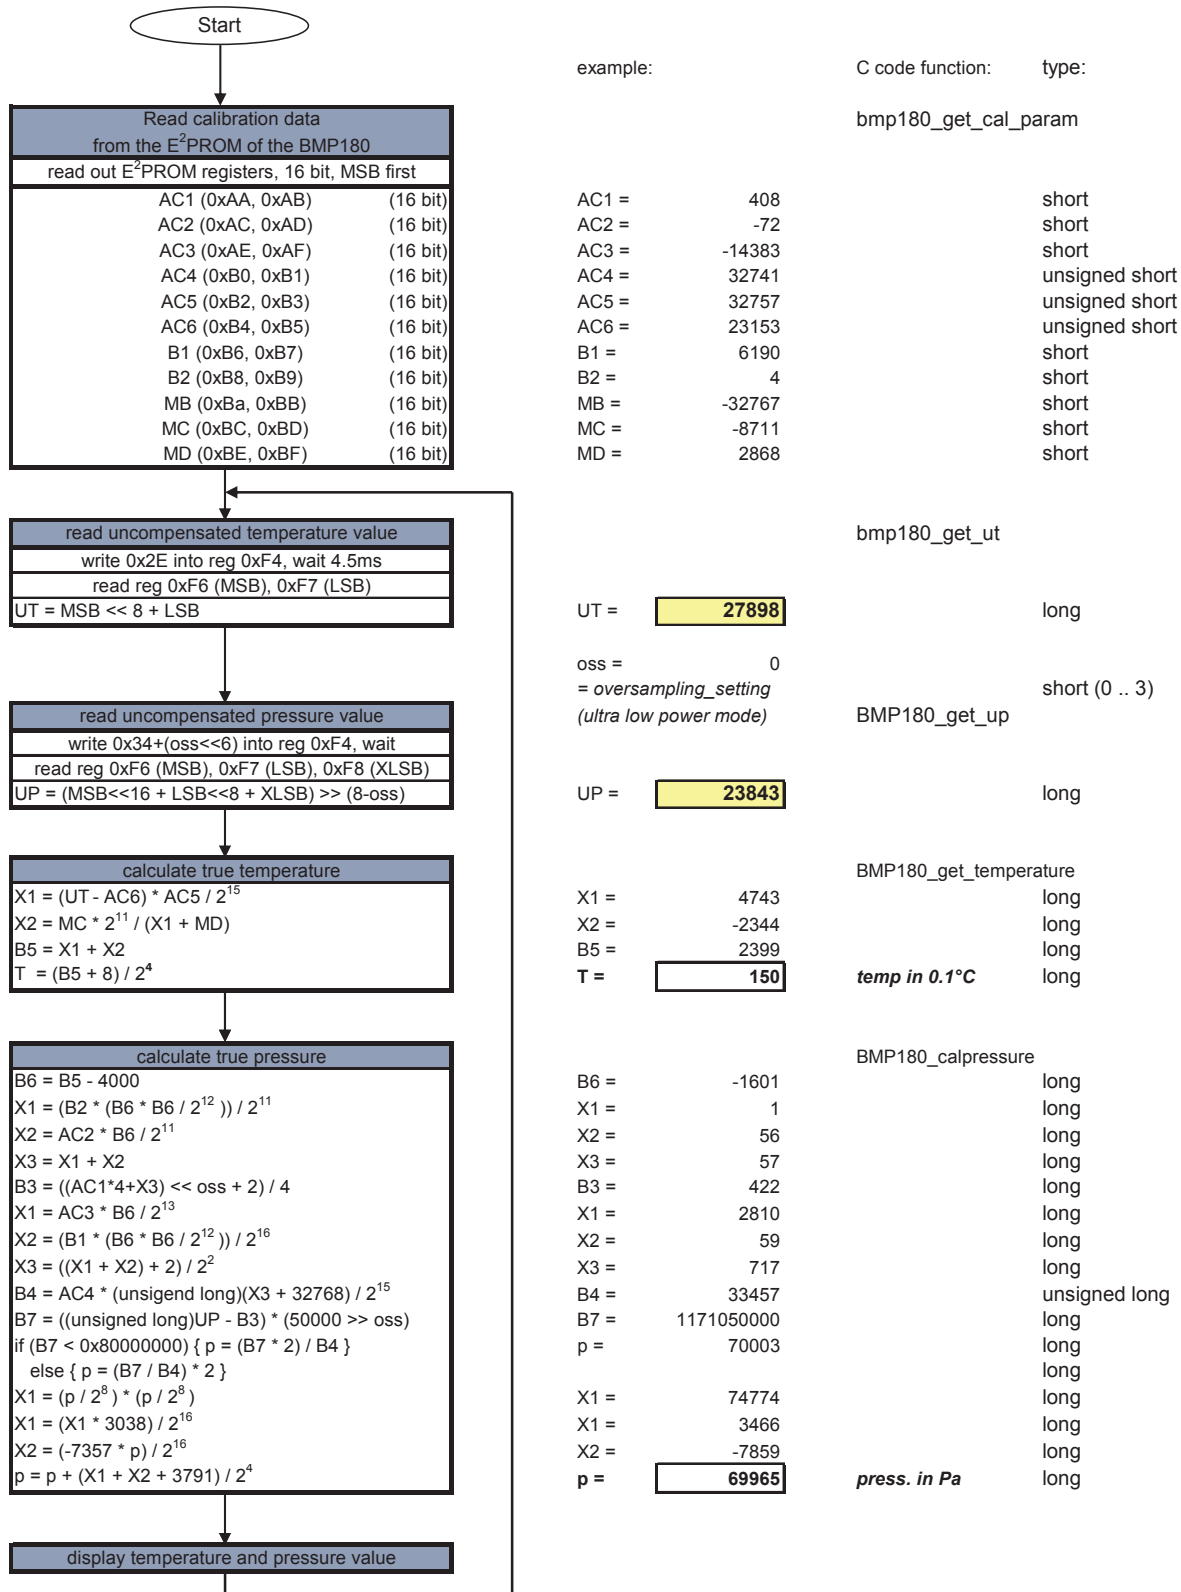 Start
example: C code function: type:
Read calibration data bmp180_get_cal_param
from the E²PROM of the BMP180
read out E²PROM registers, 16 bit, MSB first
AC1 (0xAA, 0xAB) (16 bit) AC1 = 408 short
AC2 (0xAC, 0xAD) (16 bit) AC2 = -72 short
AC3 (0xAE, 0xAF) (16 bit) AC3 = -14383 short
AC4 (0xB0, 0xB1) (16 bit) AC4 = 32741 unsigned short
AC5 (0xB2, 0xB3) (16 bit) AC5 = 32757 unsigned short
AC6 (0xB4, 0xB5) (16 bit) AC6 = 23153 unsigned short
B1 (0xB6, 0xB7) (16 bit) B1 = 6190 short
B2 (0xB8, 0xB9) (16 bit) B2 = 4 short
MB (0xBa, 0xBB) (16 bit) MB = -32767 short
MC (0xBC, 0xBD) (16 bit) MC = -8711 short
MD (0xBE, 0xBF) (16 bit) MD = 2868 short
read uncompensated temperature value bmp180_get_ut
write 0x2E into reg 0xF4, wait 4.5ms
read reg 0xF6 (MSB), 0xF7 (LSB)
UT = MSB << 8 + LSB UT = 27898 long
oss = 0
= oversampling_setting short (0 .. 3)
read uncompensated pressure value (ultra low power mode) BMP180_get_up
write 0x34+(oss<<6) into reg 0xF4, wait
read reg 0xF6 (MSB), 0xF7 (LSB), 0xF8 (XLSB)
UP = (MSB<<16 + LSB<<8 + XLSB) >> (8-oss) UP = 23843 long
calculate true temperature BMP180_get_temperature
X1 = (UT - AC6) * AC5 / 2¹⁵ X1 = 4743 long
X2 = MC * 2¹¹ / (X1 + MD) X2 = -2344 long
B5 = X1 + X2 B5 = 2399 long
T = (B5 + 8) / 2⁴ T = 150 temp in 0.1°C long
calculate true pressure BMP180_calpressure
B6 = B5 - 4000 B6 = -1601 long
X1 = (B2 * (B6 * B6 / 2¹² )) / 2¹¹ X1 = 1 long
X2 = AC2 * B6 / 2¹¹ X2 = 56 long
X3 = X1 + X2 X3 = 57 long
B3 = ((AC1*4+X3) << oss + 2) / 4 B3 = 422 long
X1 = AC3 * B6 / 2¹³ X1 = 2810 long
X2 = (B1 * (B6 * B6 / 2¹² )) / 2¹⁶ X2 = 59 long
X3 = ((X1 + X2) + 2) / 2² X3 = 717 long
B4 = AC4 * (unsigend long)(X3 + 32768) / 2¹⁵ B4 = 33457 unsigned long
B7 = ((unsigned long)UP - B3) * (50000 >> oss) B7 = 1171050000 long
if (B7 < 0x80000000) { p = (B7 * 2) / B4 } p = 70003 long
else { p = (B7 / B4) * 2 } long
X1 = (p / 2⁸ ) * (p / 2⁸ ) X1 = 74774 long
X1 = (X1 * 3038) / 2¹⁶ X1 = 3466 long
X2 = (-7357 * p) / 2¹⁶ X2 = -7859 long
p = p + (X1 + X2 + 3791) / 2⁴ p = 69965 press. in Pa long
display temperature and pressure value